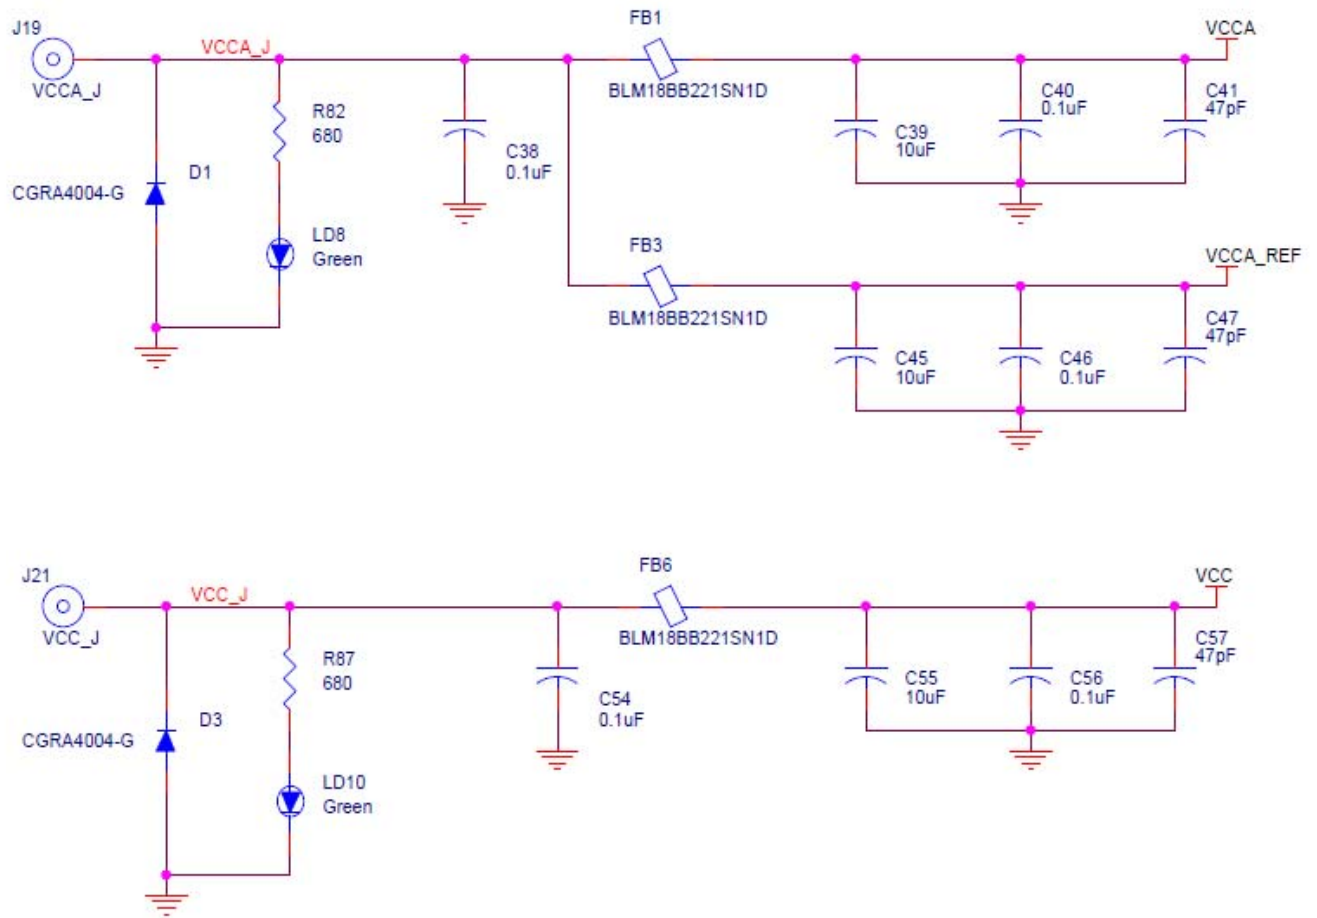 J19
VCCA_J
VCCA_J
FB1
BLM18BB221SN1D
VCCA
R82
680
D1
CGRA4004-G
LD8
Green
C38
0.1uF
C39
10uF
C40
0.1uF
C41
47pF
FB3
BLM18BB221SN1D
VCCA_REF
C45
10uF
C46
0.1uF
C47
47pF
J21
VCC_J
VCC_J
FB6
BLM18BB221SN1D
VCC
R87
680
D3
CGRA4004-G
LD10
Green
C54
0.1uF
C55
10uF
C56
0.1uF
C57
47pF